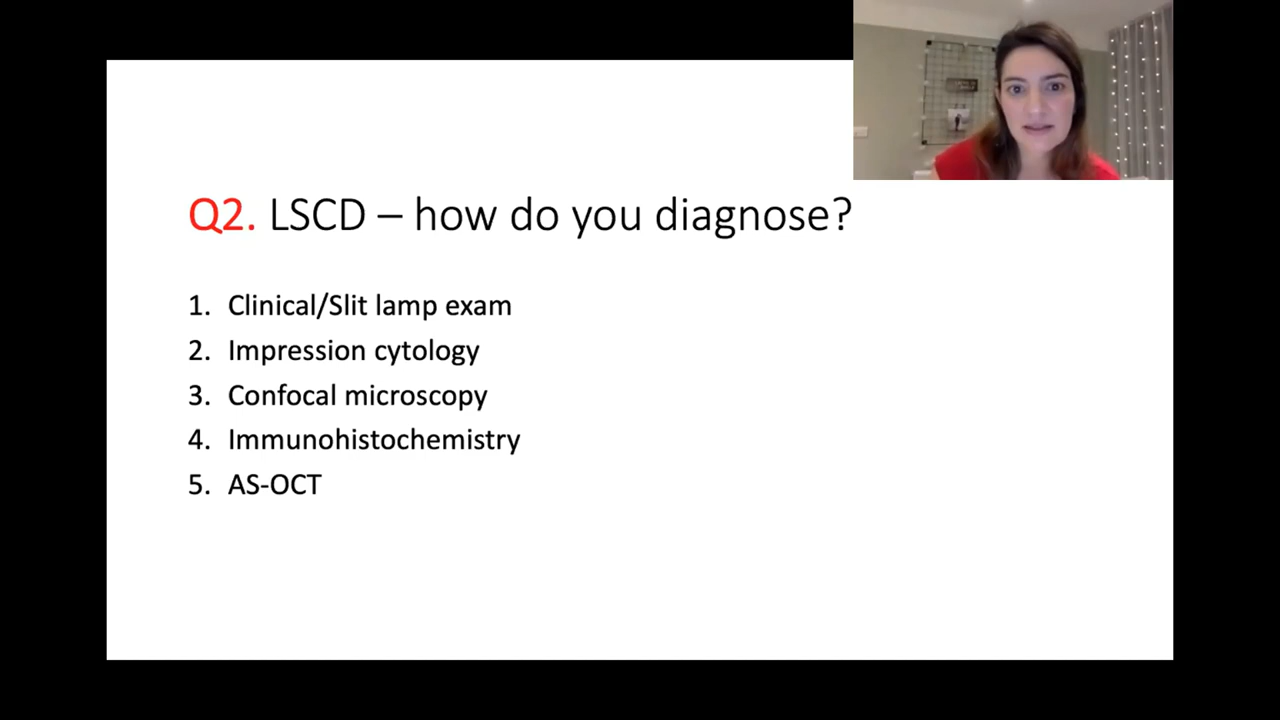 Q2. LSCD – how do you diagnose?
1. Clinical/Slit lamp exam
2. Impression cytology
3. Confocal microscopy
4. Immunohistochemistry
5. AS-OCT